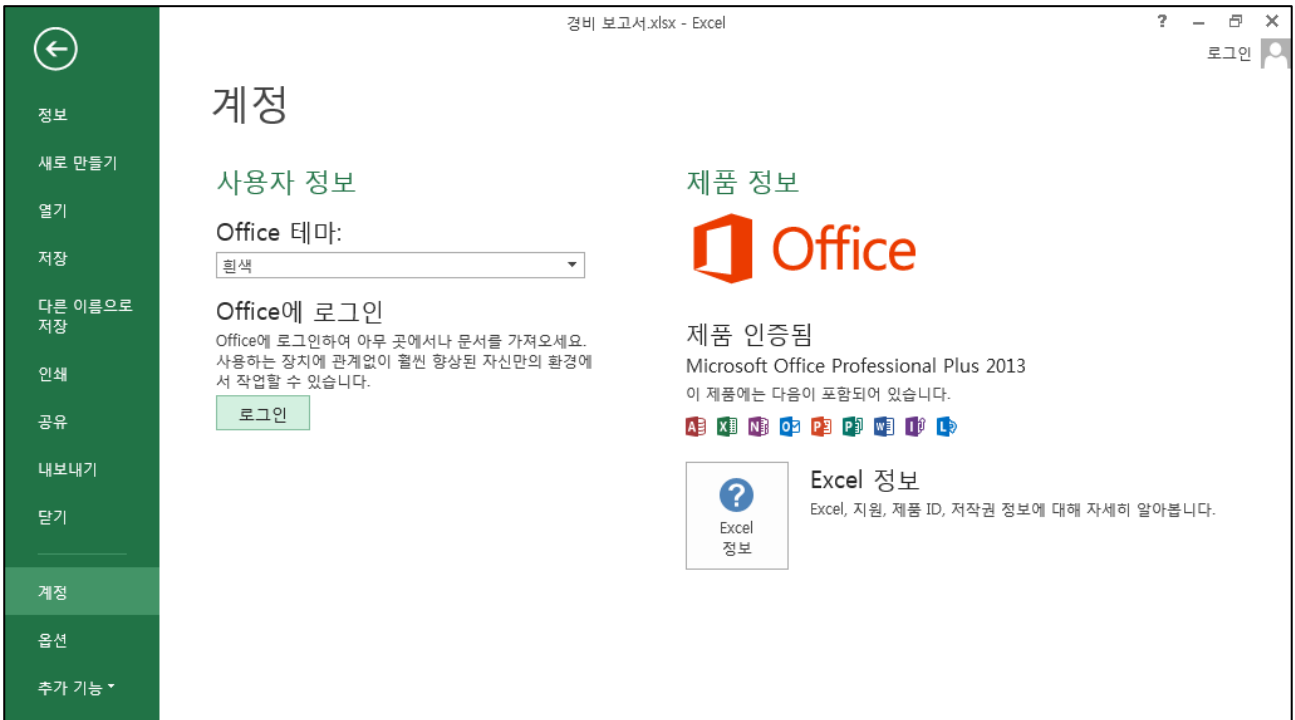 경비 보고서.xlsx - Excel
?
로그인
정보
새로 만들기
열기
저장
다른 이름으로
저장
인쇄
공유
내보내기
닫기
계정
옵션
추가 기능
계정
사용자 정보
Office 테마:
흰색
Office에 로그인
Office에 로그인하여 아무 곳에서나 문서를 가져오세요.
사용하는 장치에 관계없이 훨씬 향상된 자신만의 환경에
서 작업할 수 있습니다.
로그인
제품 정보
Office
제품 인증됨
Microsoft Office Professional Plus 2013
이 제품에는 다음이 포함되어 있습니다.
?
Excel
정보
Excel 정보
Excel, 지원, 제품 ID, 저작권 정보에 대해 자세히 알아봅니다.